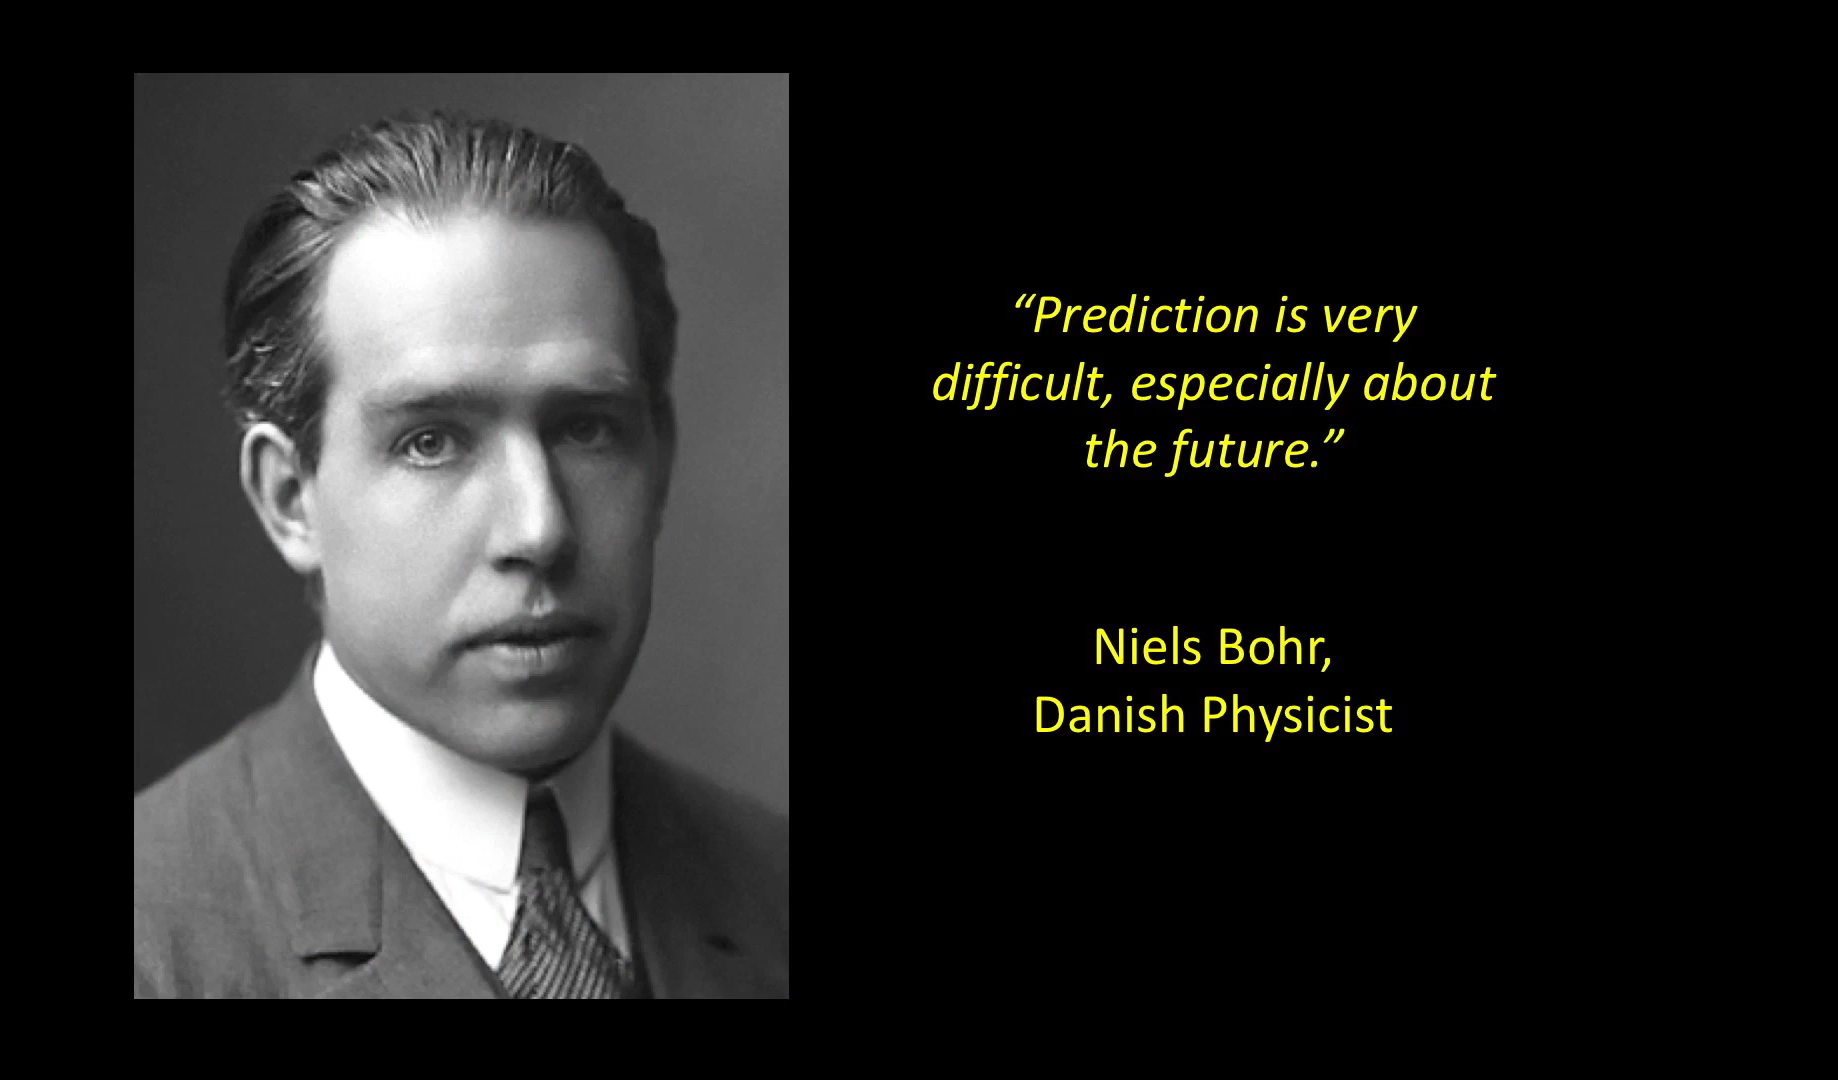 “Prediction is very
difficult, especially about
the future.”
Niels Bohr,
Danish Physicist